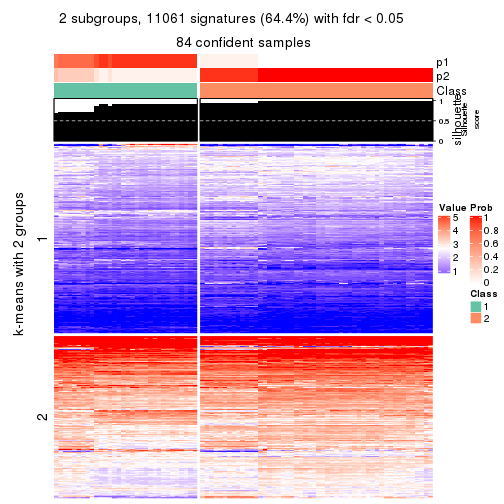 2 subgroups, 11061 signatures (64.4%) with fdr < 0.05
84 confident samples
p1
p2
Class
silhouette
Silhouette
score
1
0.5
0
k-means with 2 groups
1
2
Value
5
4
3
2
1
Prob
1
0.8
0.6
0.4
0.2
0
Class
1
2